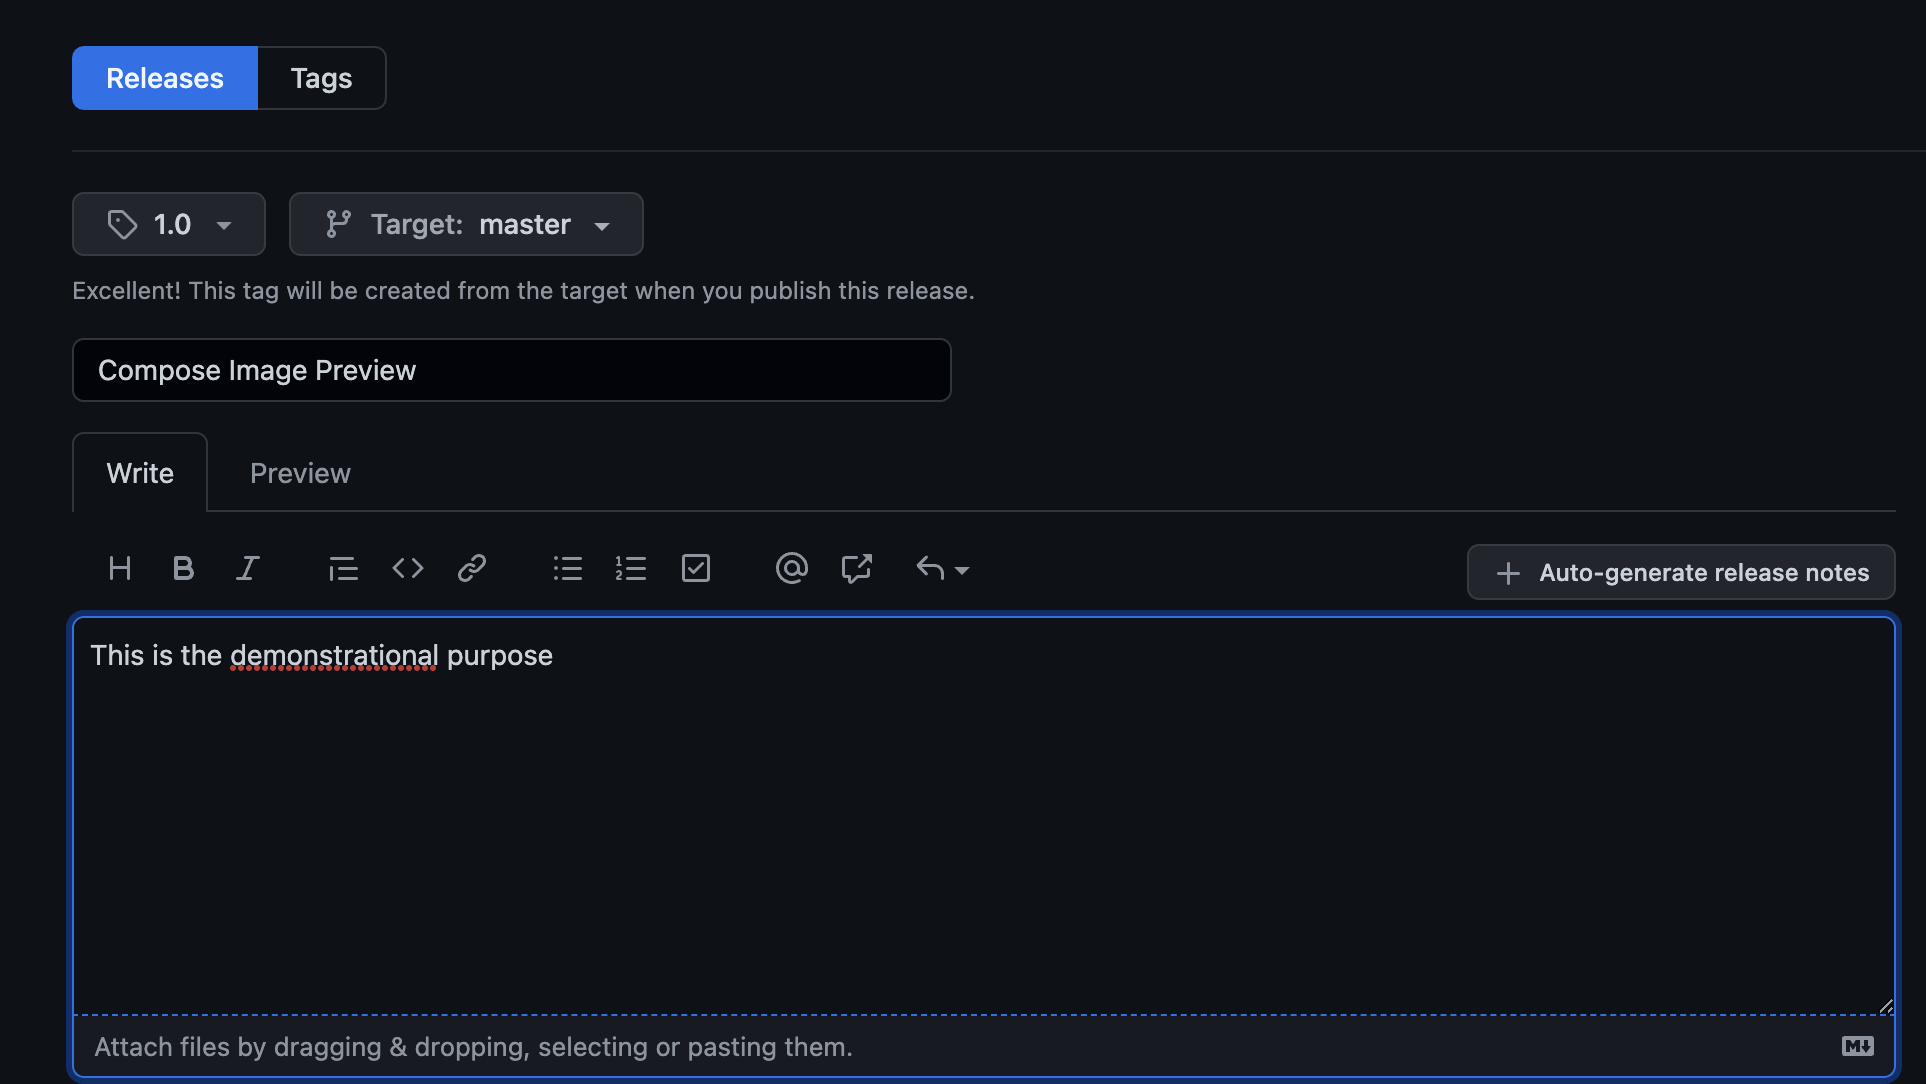 Releases Tags
1.0 Target: master
Excellent! This tag will be created from the target when you publish this release.
Compose Image Preview
Write Preview
Auto-generate release notes
This is the demonstrational purpose
Attach files by dragging & dropping, selecting or pasting them.